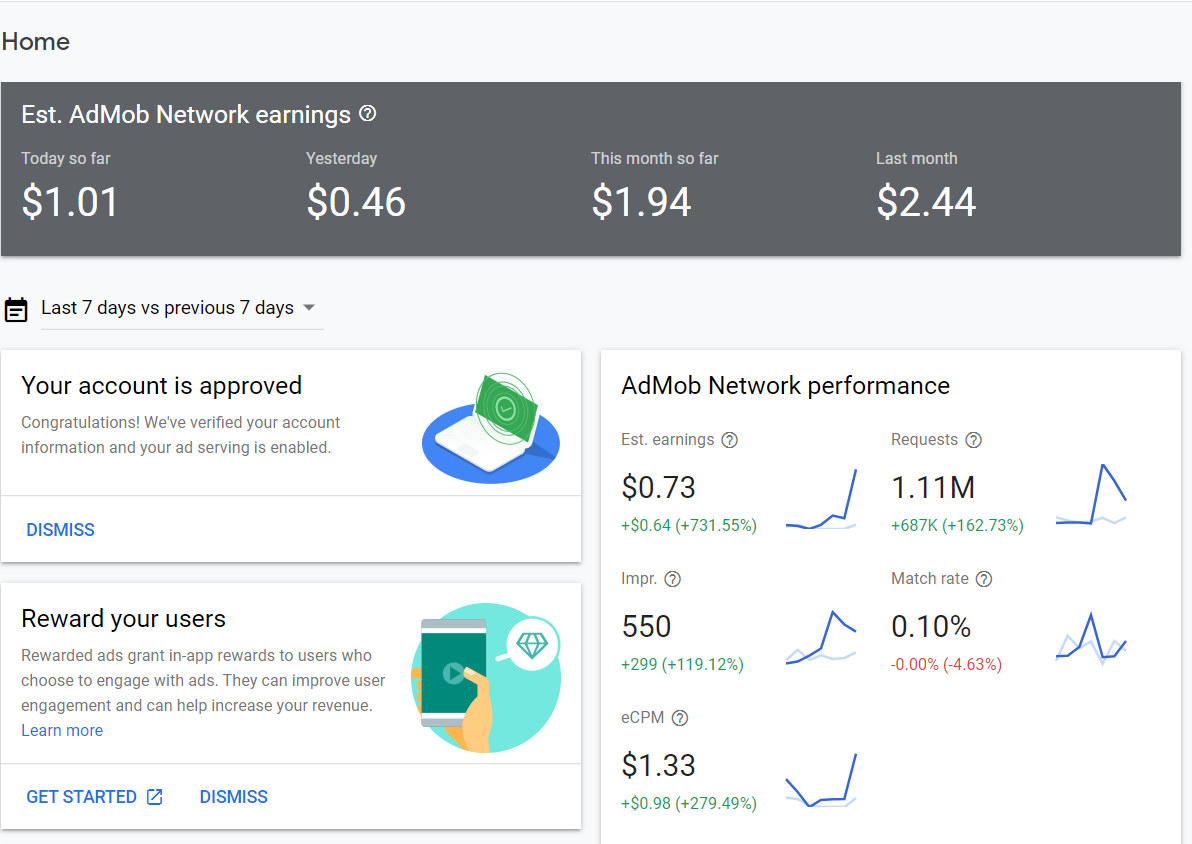 Home
Est. AdMob Network earnings
Today so far
$1.01
Yesterday
$0.46
This month so far
$1.94
Last month
$2.44
Last 7 days vs previous 7 days
Your account is approved
Congratulations! We've verified your account
information and your ad serving is enabled.
DISMISS
Reward your users
Rewarded ads grant in-app rewards to users who
choose to engage with ads. They can improve user
engagement and can help increase your revenue.
Learn more
GET STARTED
DISMISS
AdMob Network performance
Est. earnings
$0.73
+$0.64 (+731.55%)
Requests
1.11M
+687K (+162.73%)
Impr.
550
+299 (+119.12%)
Match rate
0.10%
-0.00% (-4.63%)
eCPM
$1.33
+$0.98 (+279.49%)